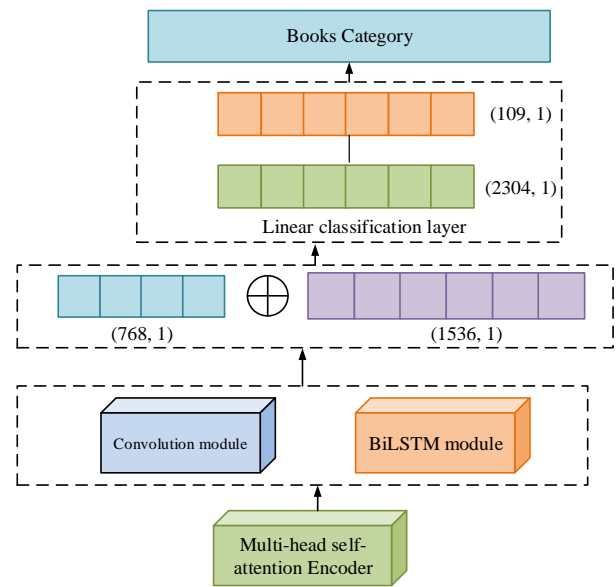 Books Category
(109, 1)
(2304, 1)
Linear classification layer
(768, 1)
(1536, 1)
Convolution module
BiLSTM module
Multi-head self-
attention Encoder